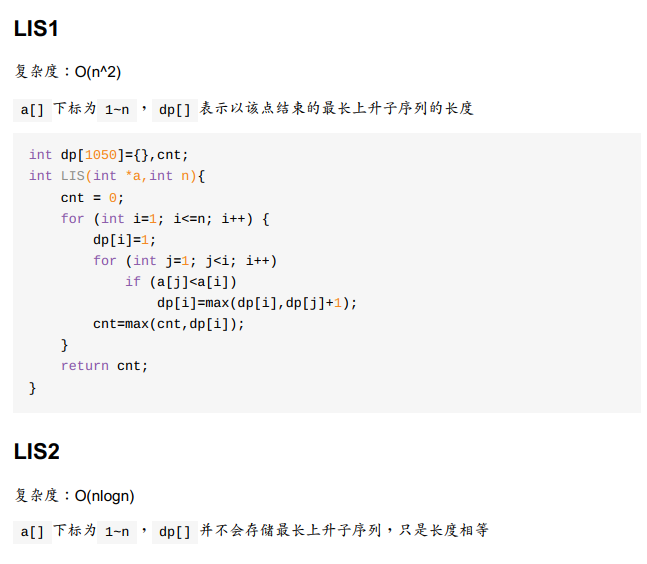 LIS1
复杂度：O(n^2)
a[] 下标为 1~n ，dp[] 表示以该点结束的最长上升子序列的长度
int dp[1050]={},cnt;
int LIS(int *a,int n){
    cnt = 0;
    for (int i=1; i<=n; i++) {
        dp[i]=1;
        for (int j=1; j<i; i++)
            if (a[j]<a[i])
                dp[i]=max(dp[i],dp[j]+1);
        cnt=max(cnt,dp[i]);
    }
    return cnt;
}
LIS2
复杂度：O(nlogn)
a[] 下标为 1~n ，dp[] 并不会存储最长上升子序列，只是长度相等